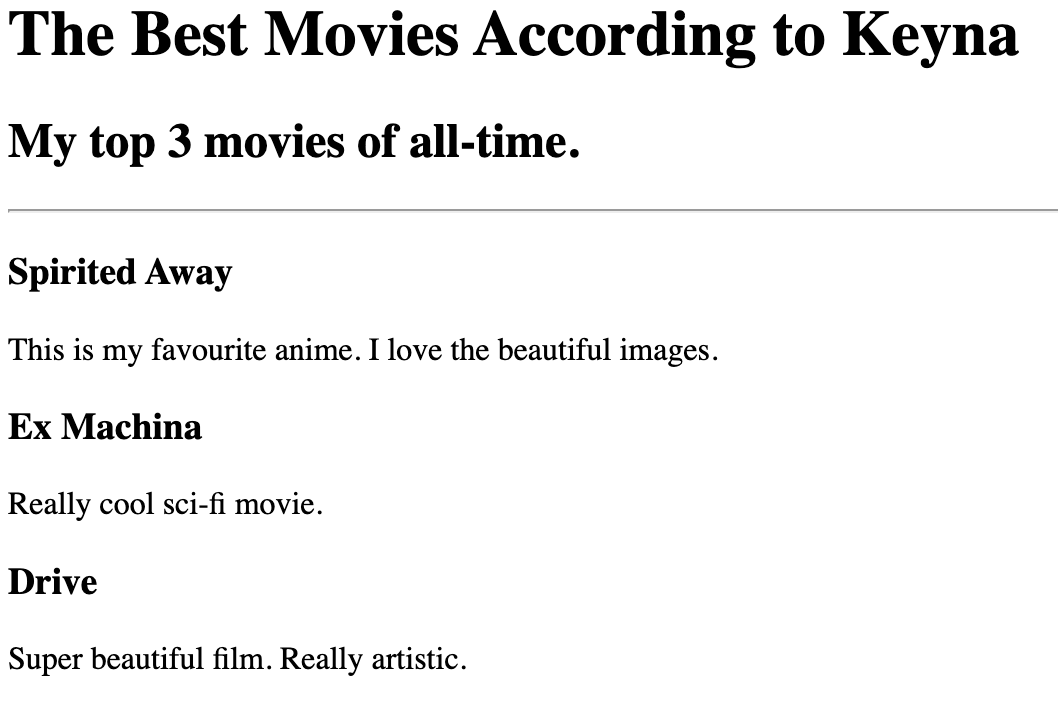 The Best Movies According to Keyna
My top 3 movies of all-time.
Spirited Away
This is my favourite anime. I love the beautiful images.
Ex Machina
Really cool sci-fi movie.
Drive
Super beautiful film. Really artistic.